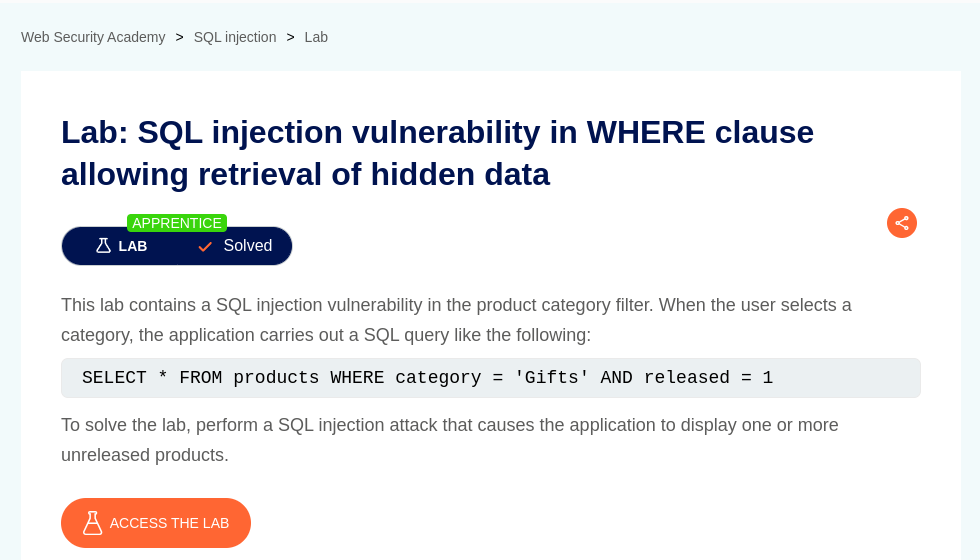 Web Security Academy > SQL injection > Lab
Lab: SQL injection vulnerability in WHERE clause
allowing retrieval of hidden data
APPRENTICE
LAB Solved
This lab contains a SQL injection vulnerability in the product category filter. When the user selects a
category, the application carries out a SQL query like the following:
SELECT * FROM products WHERE category = 'Gifts' AND released = 1
To solve the lab, perform a SQL injection attack that causes the application to display one or more
unreleased products.
ACCESS THE LAB